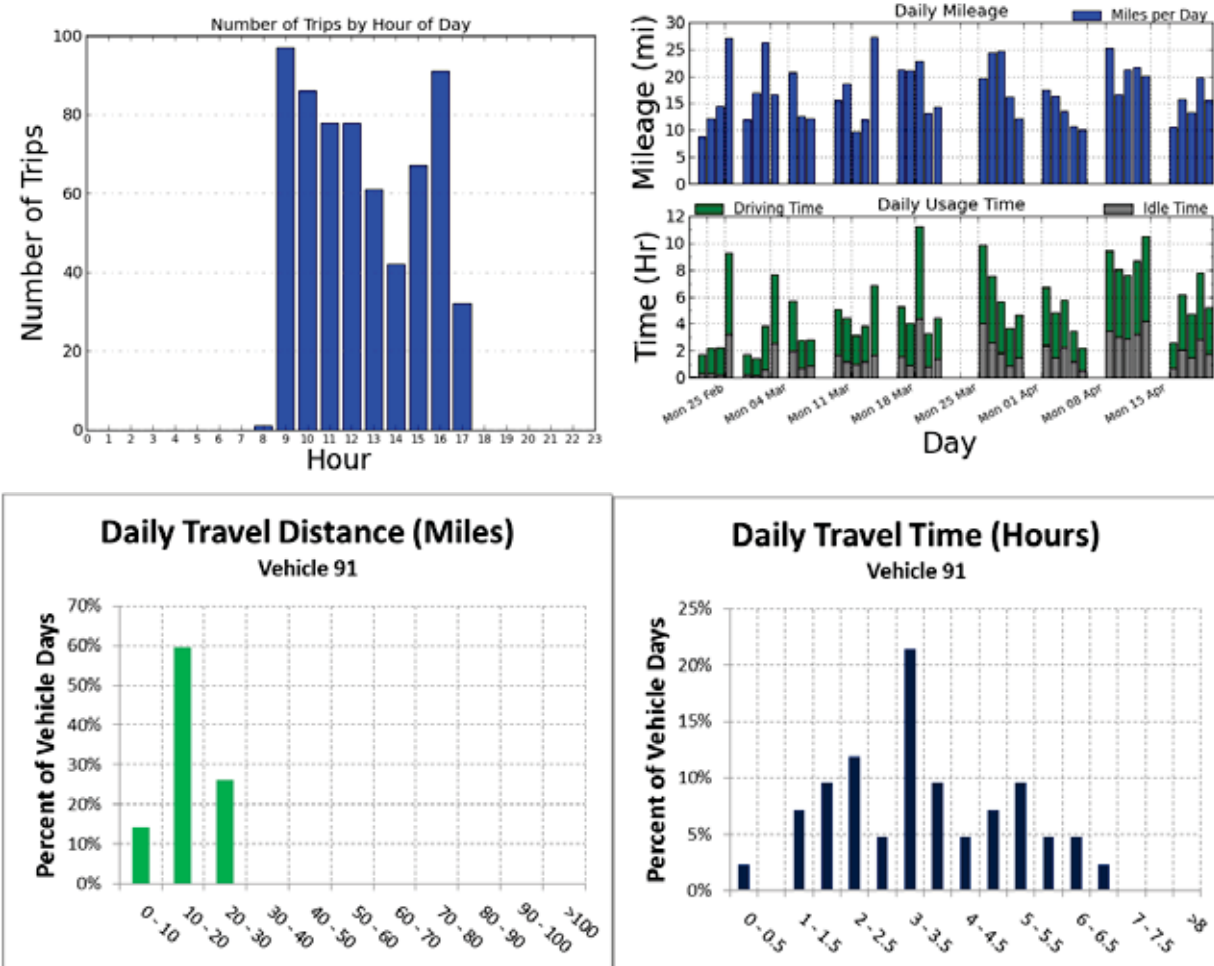 Number of Trips by Hour of Day
100
80
60
40
20
0
Number of Trips
0 1 2 3 4 5 6 7 8 9 10 11 12 13 14 15 16 17 18 19 20 21 22 23
Hour
Daily Mileage
Miles per Day
30
25
20
15
10
5
0
Mileage (mi)
Driving Time
Daily Usage Time
Idle Time
12
10
8
6
4
2
0
Time (Hr)
Mon 25 Feb
Mon 04 Mar
Mon 11 Mar
Mon 18 Mar
Mon 25 Mar
Mon 01 Apr
Mon 08 Apr
Mon 15 Apr
Day
Daily Travel Distance (Miles)
Vehicle 91
70%
60%
50%
40%
30%
20%
10%
0%
Percent of Vehicle Days
0 - 10
10 - 20
20 - 30
30 - 40
40 - 50
50 - 60
60 - 70
70 - 80
80 - 90
90 - 100
>100
Daily Travel Time (Hours)
Vehicle 91
25%
20%
15%
10%
5%
0%
Percent of Vehicle Days
0 - 0.5
1 - 1.5
2 - 2.5
3 - 3.5
4 - 4.5
5 - 5.5
6 - 6.5
7 - 7.5
>8